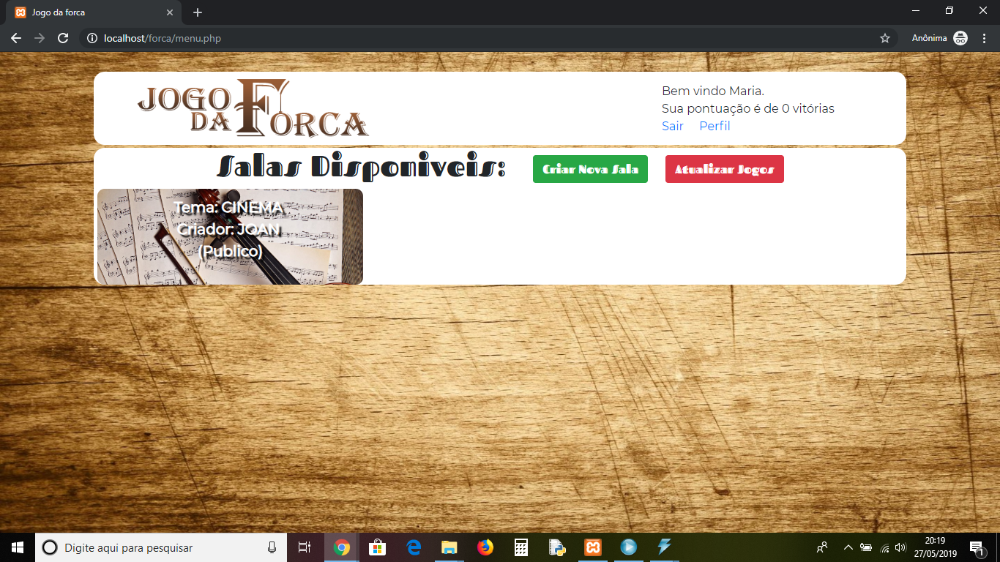 Jogo da forca
localhost/forca/menu.php
Anônima
JOGO DA FORCA
Bem vindo Maria.
Sua pontuação é de 0 vitórias
Sair Perfil
Salas Disponiveis: Criar Nova Sala Atualizar Jogos
Tema: CINEMA
Criador: JOAN
(Publico)
Digite aqui para pesquisar
20:19
27/05/2019
1